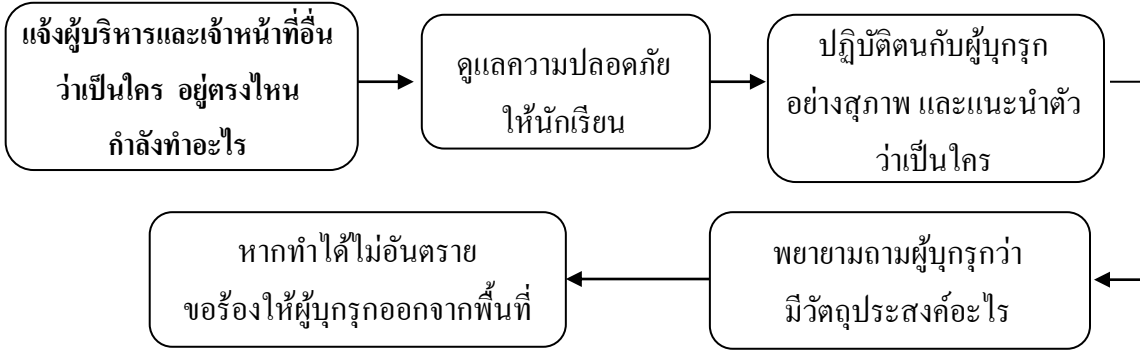 แจ้งผู้บริหารและเจ้าหน้าที่อื่น
ว่าเป็นใคร อยู่ตรงไหน
กำลังทำอะไร
ดูแลความปลอดภัย
ให้นักเรียน
ปฏิบัติตนกับผู้บุกรุก
อย่างสุภาพ และแนะนำตัว
ว่าเป็นใคร
พยายามถามผู้บุกรุกว่า
มีวัตถุประสงค์อะไร
หากทำได้ไม่อันตราย
ขอร้องให้ผู้บุกรุกออกจากพื้นที่